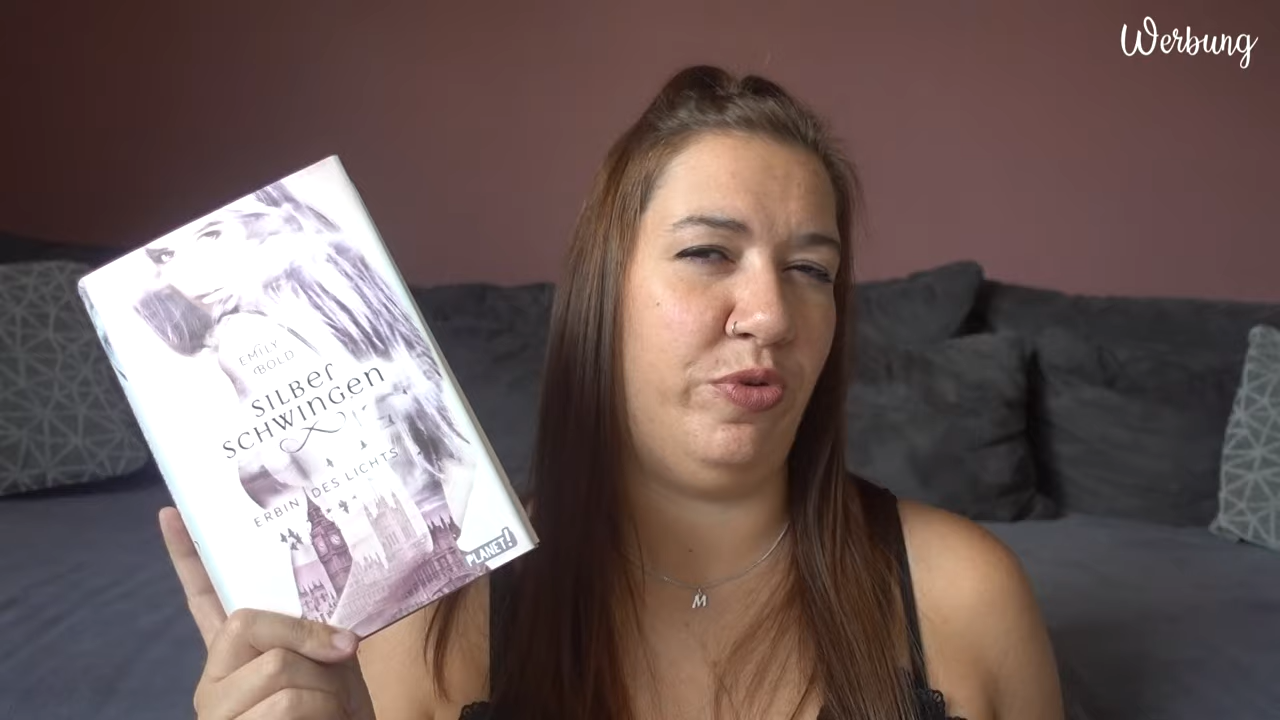 Werbung
EMILY
BOLD
SILBER
SCHWINGEN
ERBIN DES LICHTS
PLANET!
M